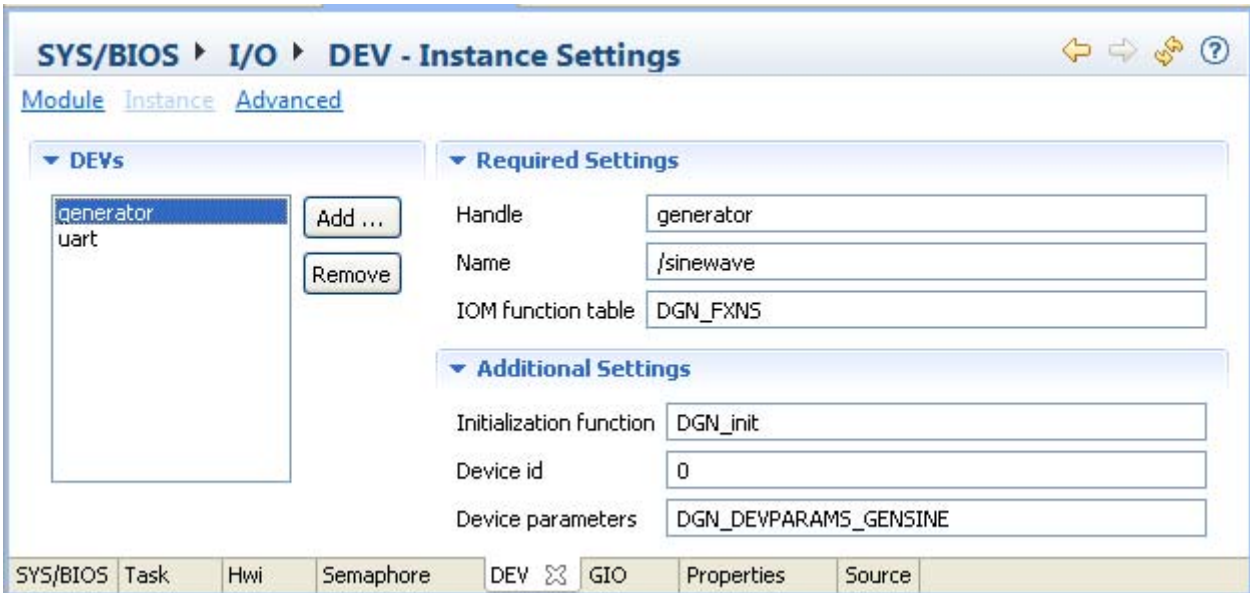 SYS/BIOS ▸ I/O ▸ DEV - Instance Settings
Module Instance Advanced
DEVs
generator
uart
Add ...
Remove
Required Settings
Handle generator
Name /sinewave
IOM function table DGN_FXNS
Additional Settings
Initialization function DGN_init
Device id 0
Device parameters DGN_DEVPARAMS_GENSINE
SYS/BIOS Task Hwi Semaphore DEV GIO Properties Source